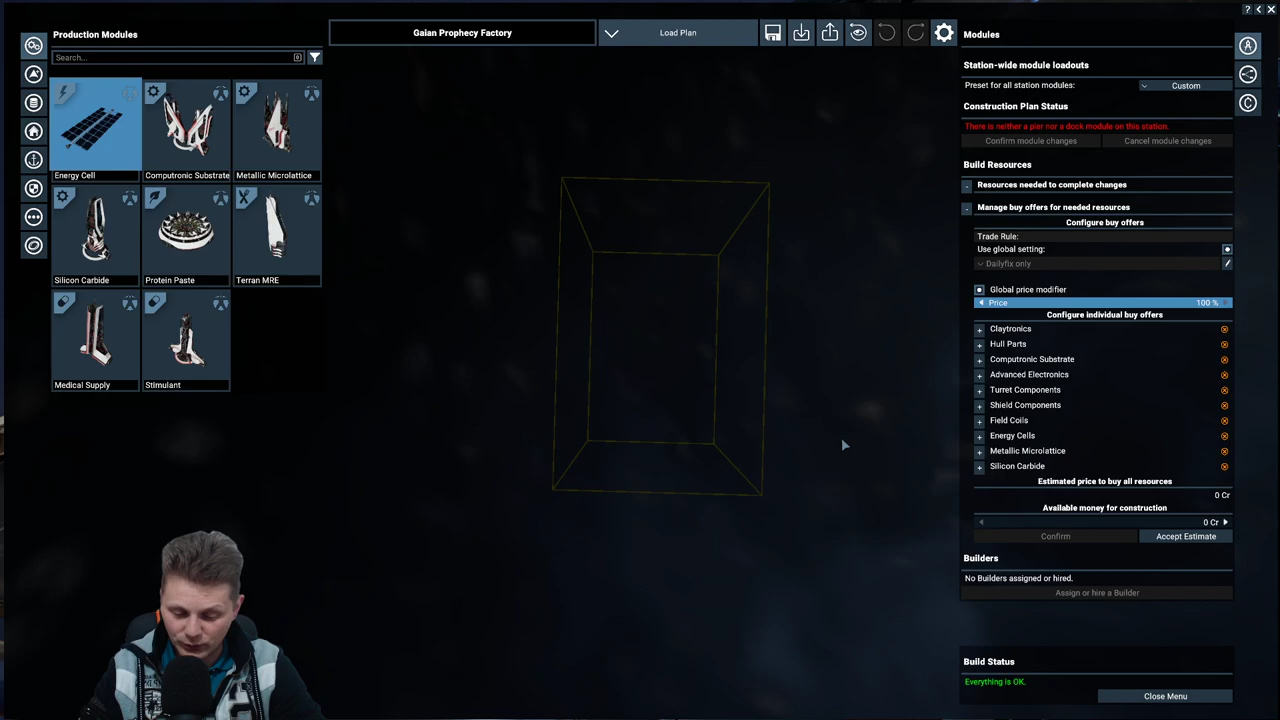 Production Modules
Search...
Energy Cell
Computronic Substrate
Metallic Microlattice
Silicon Carbide
Protein Paste
Terran MRE
Medical Supply
Stimulant
Gaian Prophecy Factory
Load Plan
?
Modules
Station-wide module loadouts
Preset for all station modules:
Custom
Construction Plan Status
There is neither a pier nor a dock module on this station.
Confirm module changes
Cancel module changes
Build Resources
- Resources needed to complete changes
- Manage buy offers for needed resources
Configure buy offers
Trade Rule:
Use global setting:
Dailyfix only
Global price modifier
Price 100 %
Configure individual buy offers
+ Claytronics
+ Hull Parts
+ Computronic Substrate
+ Advanced Electronics
+ Turret Components
+ Shield Components
+ Field Coils
+ Energy Cells
+ Metallic Microlattice
+ Silicon Carbide
Estimated price to buy all resources
0 Cr
Available money for construction
0 Cr
Confirm
Accept Estimate
Builders
No Builders assigned or hired.
Assign or hire a Builder
Build Status
Everything is OK.
Close Menu